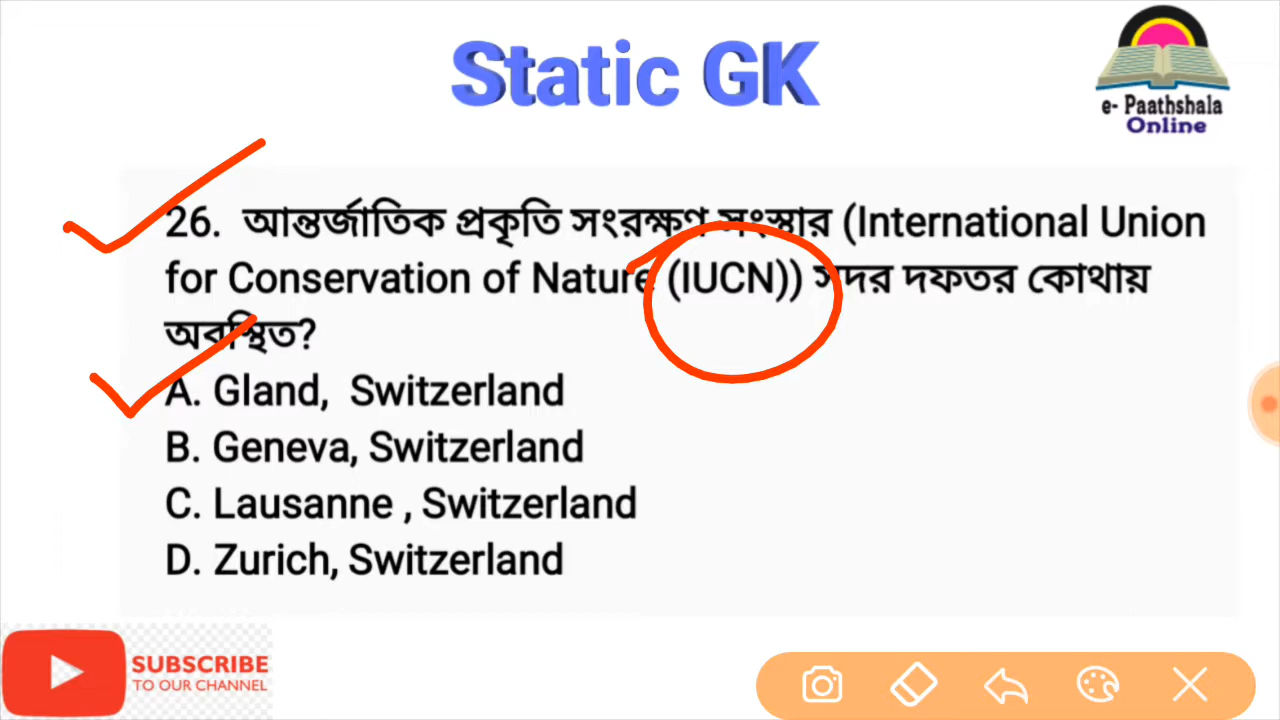 Static GK
e- Paathshala
Online
26. আন্তর্জাতিক প্রকৃতি সংরক্ষণ সংস্থার (International Union
for Conservation of Nature (IUCN)) সদর দফতর কোথায়
অবস্থিত?
A. Gland, Switzerland
B. Geneva, Switzerland
C. Lausanne , Switzerland
D. Zurich, Switzerland
SUBSCRIBE
TO OUR CHANNEL